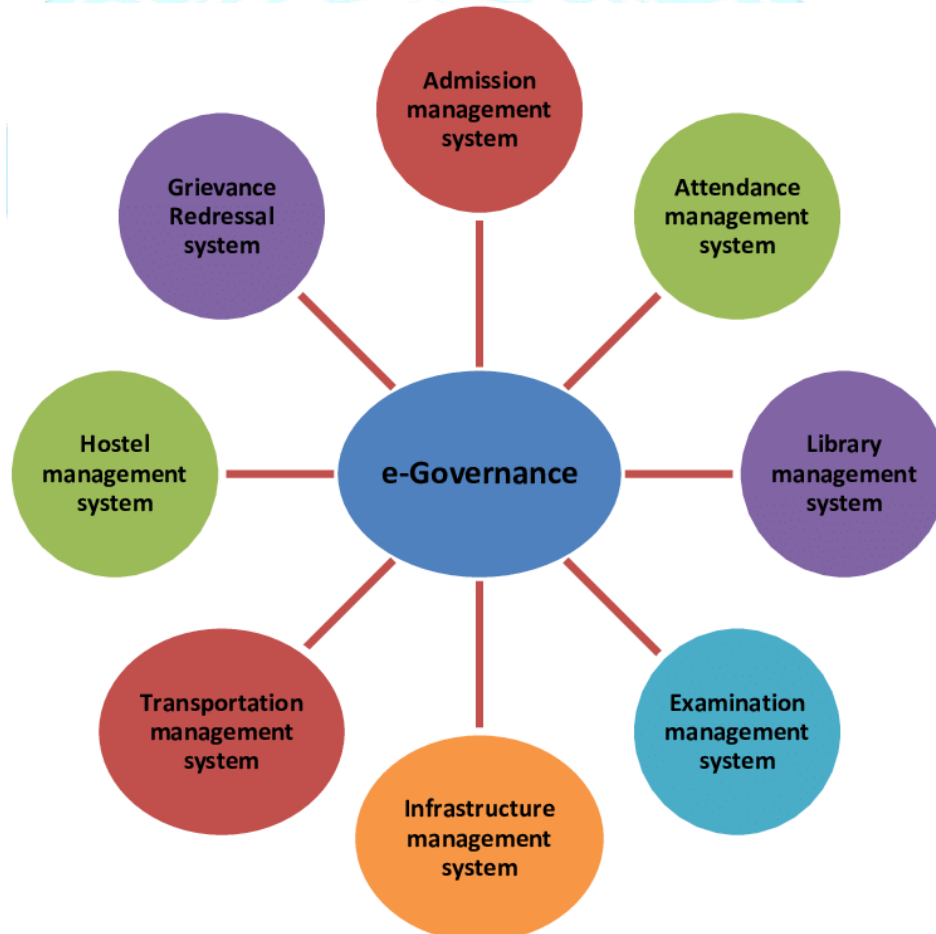 Admission
management
system
Attendance
management
system
Library
management
system
Examination
management
system
Infrastructure
management
system
Transportation
management
system
Hostel
management
system
Grievance
Redressal
system
e-Governance